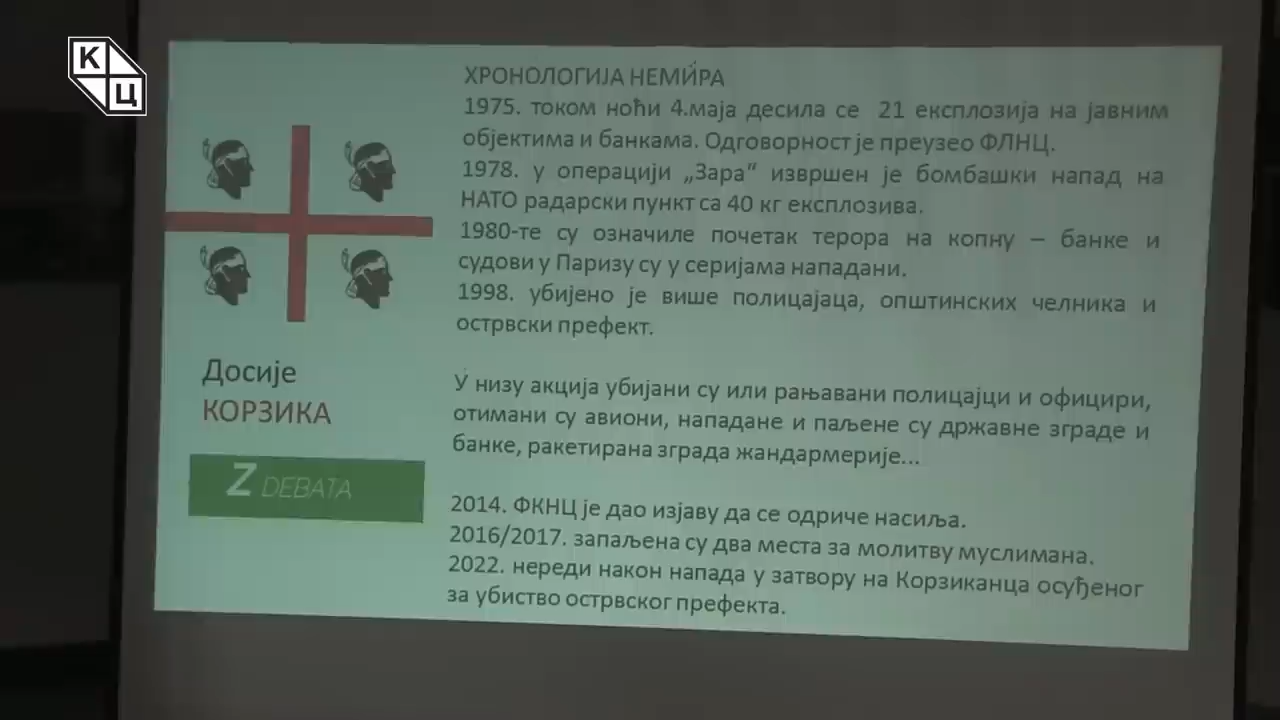 КЦ
ХРОНОЛОГИЈА НЕМИРА
1975. током ноћи 4.маја десила се 21 експлозија на јавним
објектима и банкама. Одговорност је преузео ФЛНЦ.
1978. у операцији „Зара“ извршен је бомбашки напад на
НАТО радарски пункт са 40 кг експлозива.
1980-те су означиле почетак терора на копну – банке и
судови у Паризу су у серијама нападани.
1998. убијено је више полицајаца, општинских челника и
острвски префект.
У низу акција убијани су или рањавани полицајци и официри,
отимани су авиони, нападане и паљене су државне зграде и
банке, ракетирана зграда жандармерије...
2014. ФКНЦ је дао изјаву да се одриче насиља.
2016/2017. запаљена су два места за молитву муслимана.
2022. нереди након напада у затвору на Корзиканца осуђеног
за убиство острвског префекта.
Досије
КОРЗИКА
Z DEBATA